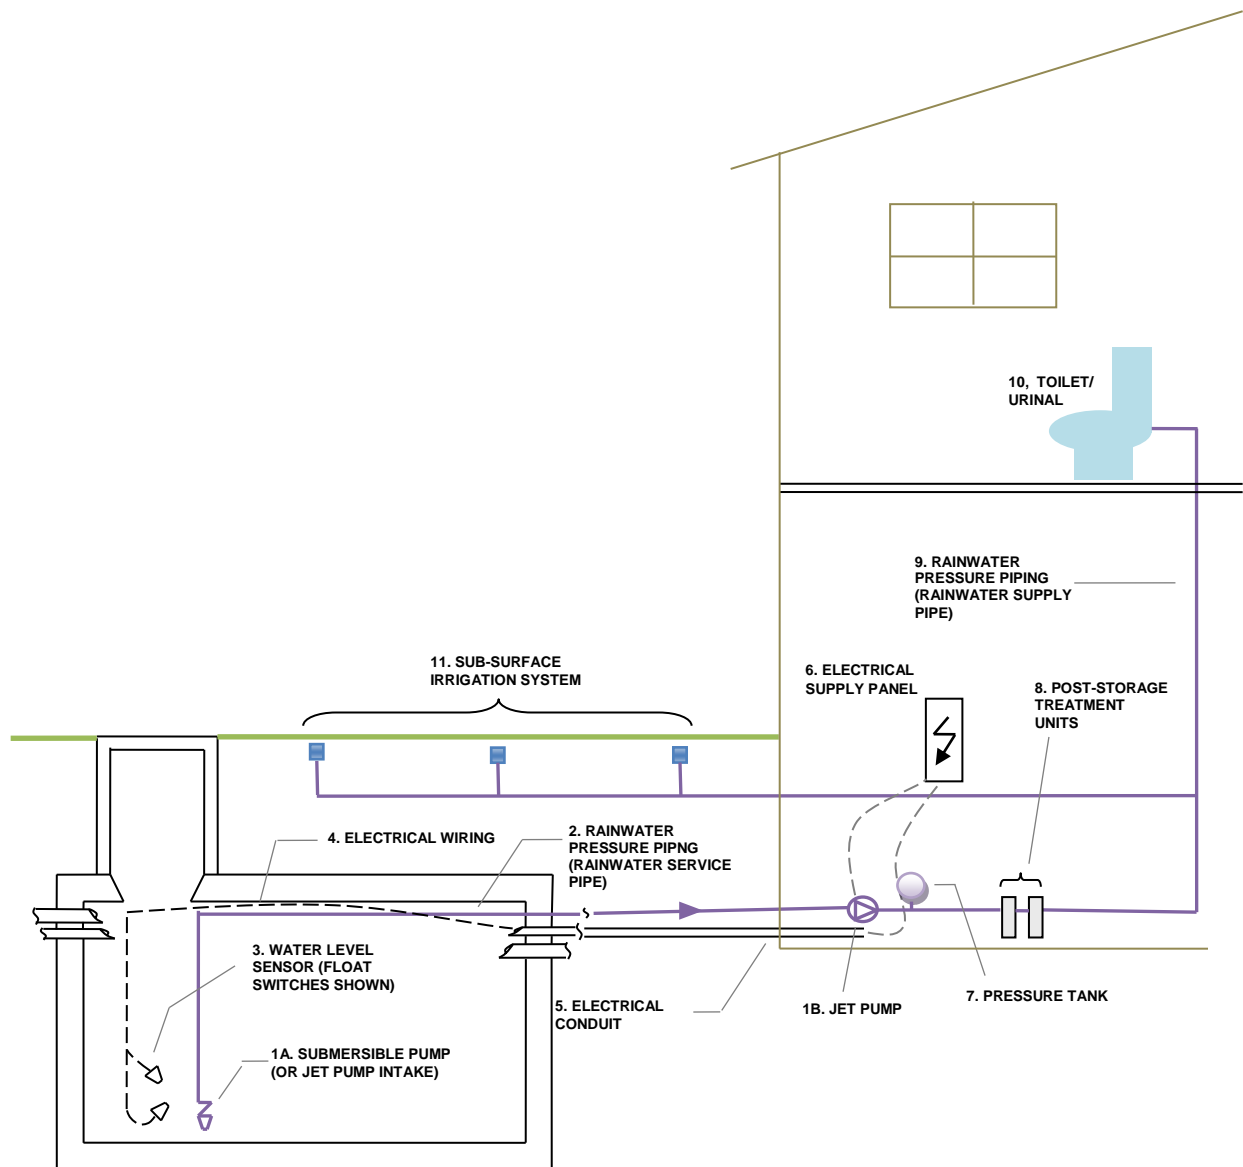 10, TOILET/
URINAL
9. RAINWATER
PRESSURE PIPING
(RAINWATER SUPPLY
PIPE)
11. SUB-SURFACE
IRRIGATION SYSTEM
6. ELECTRICAL
SUPPLY PANEL
8. POST-STORAGE
TREATMENT
UNITS
4. ELECTRICAL WIRING
2. RAINWATER
PRESSURE PIPNG
(RAINWATER SERVICE
PIPE)
3. WATER LEVEL
SENSOR (FLOAT
SWITCHES SHOWN)
5. ELECTRICAL
CONDUIT
1B. JET PUMP
7. PRESSURE TANK
1A. SUBMERSIBLE PUMP
(OR JET PUMP INTAKE)